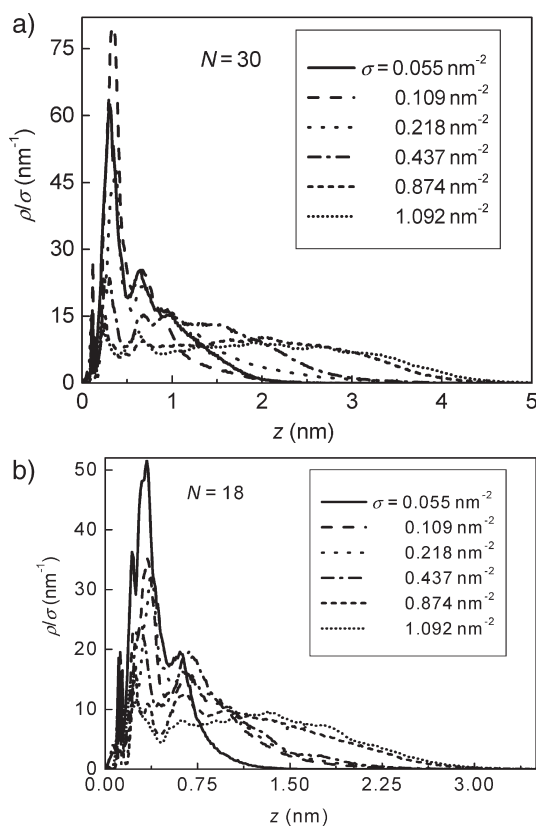 a)
N = 30
σ = 0.055 nm⁻²
0.109 nm⁻²
0.218 nm⁻²
0.437 nm⁻²
0.874 nm⁻²
1.092 nm⁻²
75
60
45
30
15
0
ρ/σ (nm⁻¹)
0 1 2 3 4 5
z (nm)
b)
N = 18
σ = 0.055 nm⁻²
0.109 nm⁻²
0.218 nm⁻²
0.437 nm⁻²
0.874 nm⁻²
1.092 nm⁻²
50
40
30
20
10
0
ρ/σ (nm⁻¹)
0.00 0.75 1.50 2.25 3.00
z (nm)